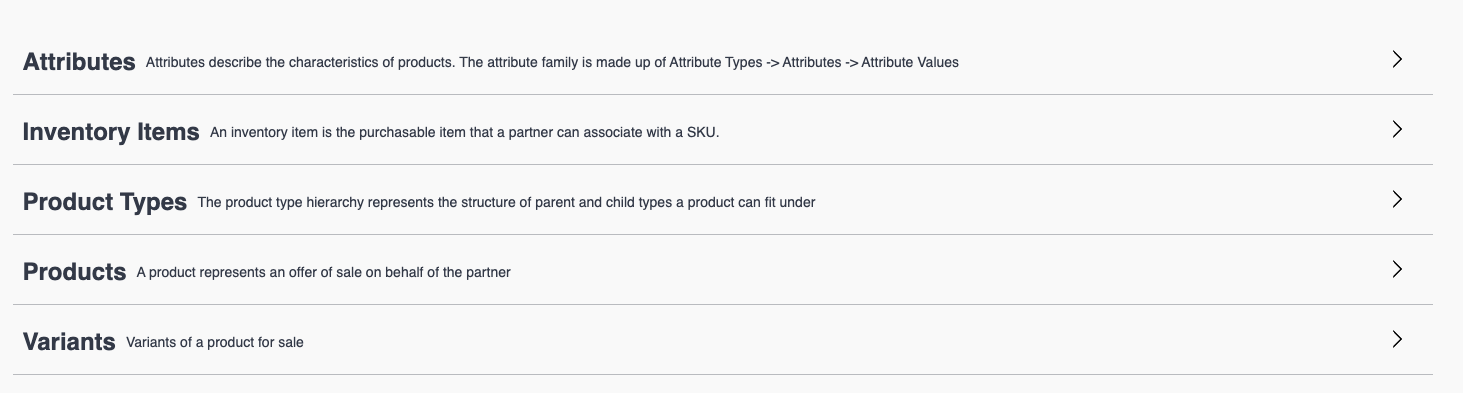 Attributes Attributes describe the characteristics of products. The attribute family is made up of Attribute Types -> Attributes -> Attribute Values
Inventory Items An inventory item is the purchasable item that a partner can associate with a SKU.
Product Types The product type hierarchy represents the structure of parent and child types a product can fit under
Products A product represents an offer of sale on behalf of the partner
Variants Variants of a product for sale